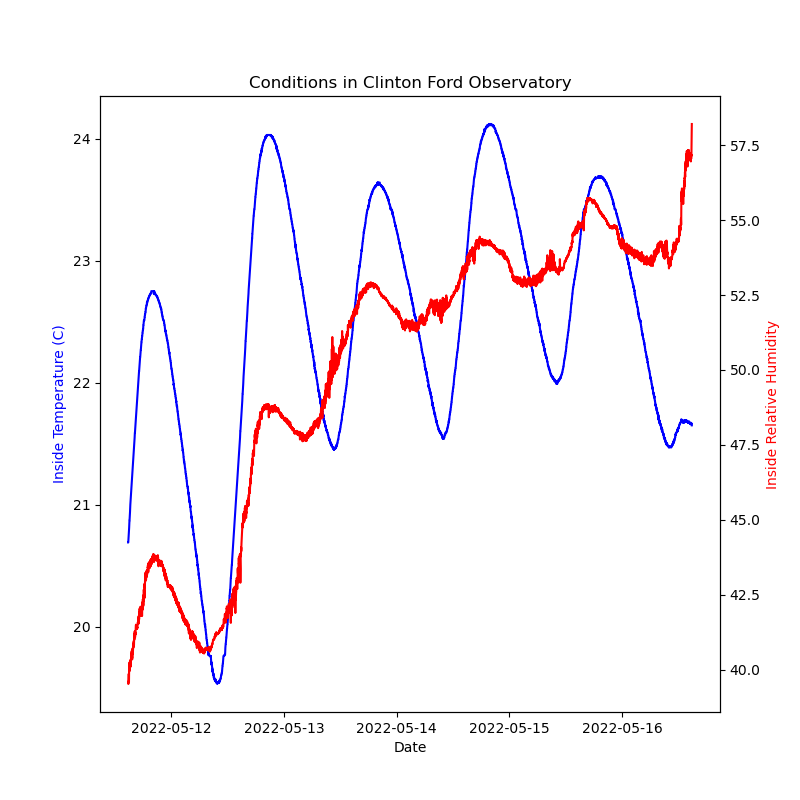 Conditions in Clinton Ford Observatory
24
23
22
21
20
Inside Temperature (C)
57.5
55.0
52.5
50.0
47.5
45.0
42.5
40.0
Inside Relative Humidity
2022-05-12 2022-05-13 2022-05-14 2022-05-15 2022-05-16
Date